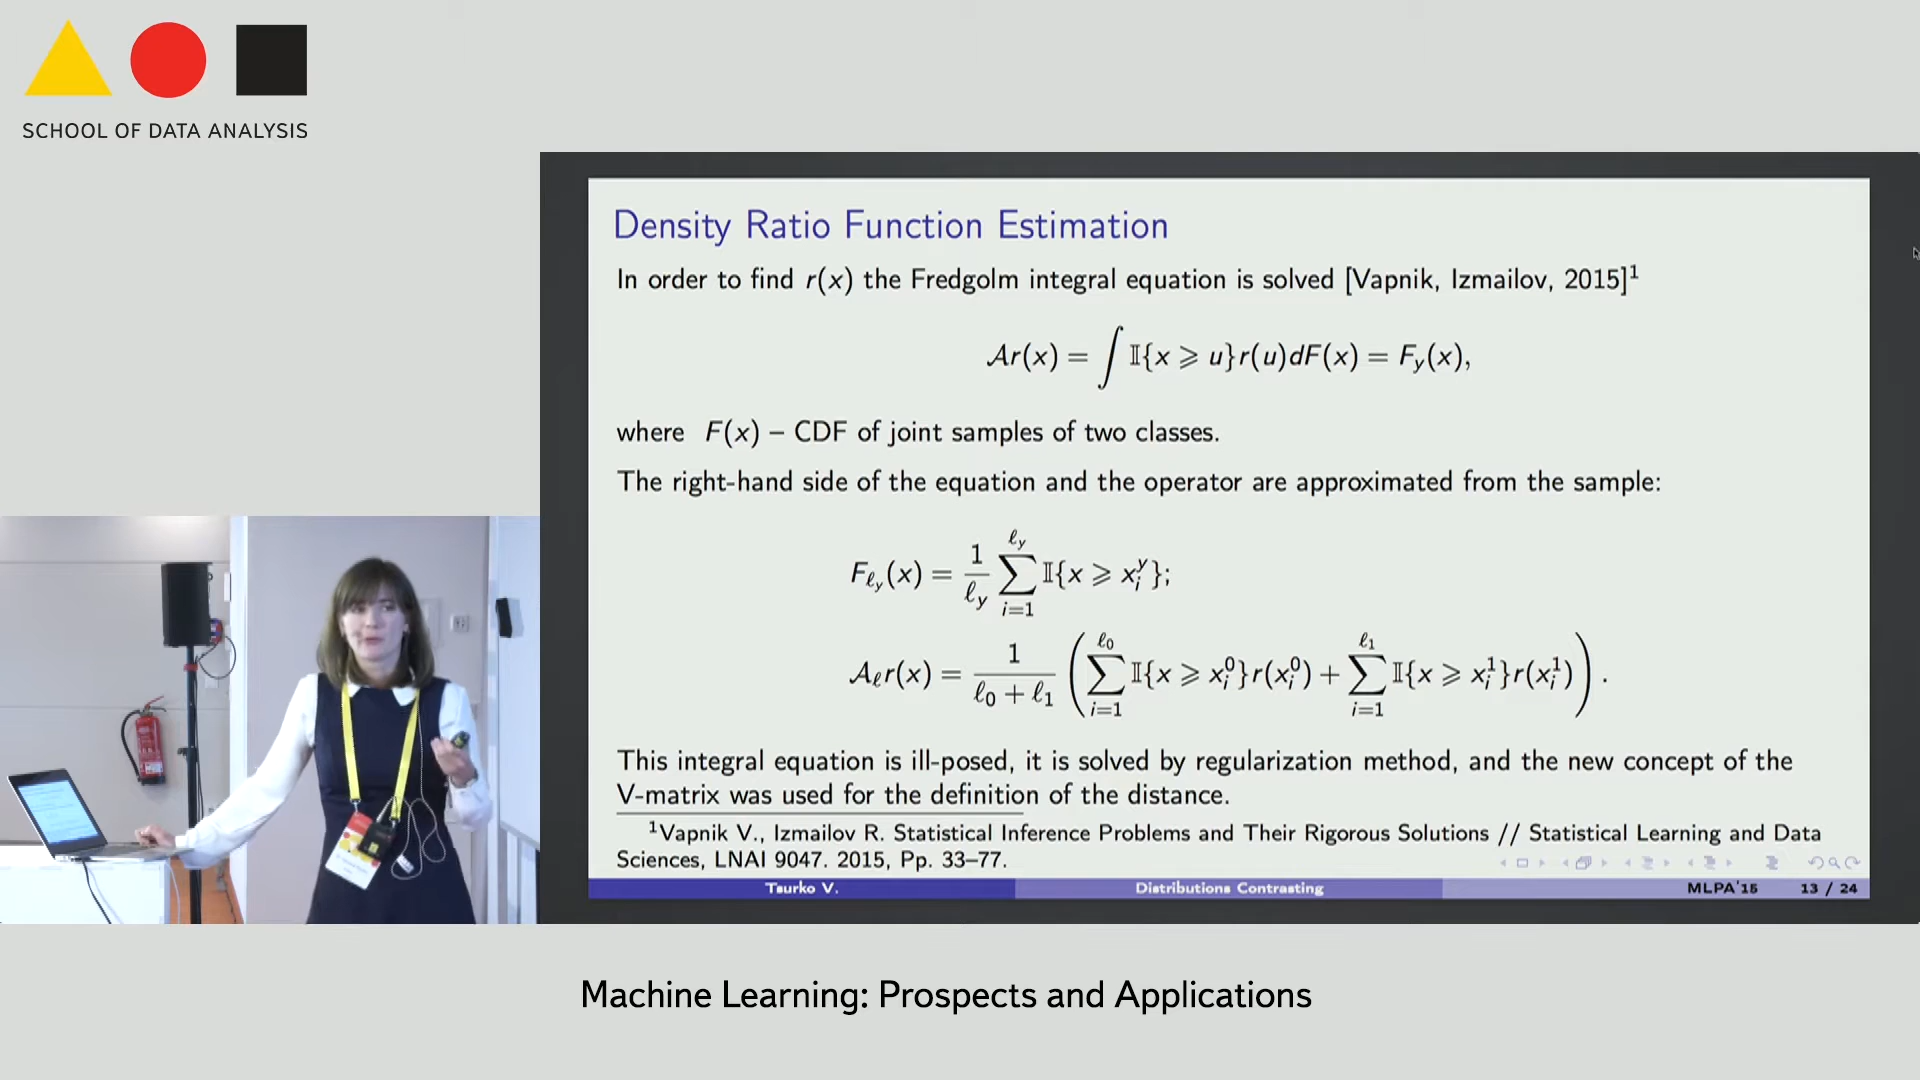 SCHOOL OF DATA ANALYSIS
Density Ratio Function Estimation
In order to find r(x) the Fredgolm integral equation is solved [Vapnik, Izmailov, 2015]¹
𝒜r(x) = ∫ 𝕀{x ⩾ u}r(u)dF(x) = F_y(x),
where F(x) – CDF of joint samples of two classes.
The right-hand side of the equation and the operator are approximated from the sample:
F_{ℓ_y}(x) = \frac{1}{ℓ_y} \sum_{i=1}^{ℓ_y} 𝕀{x ⩾ x_i^y};
𝒜_ℓ r(x) = \frac{1}{ℓ_0 + ℓ_1} ( \sum_{i=1}^{ℓ_0} 𝕀{x ⩾ x_i^0}r(x_i^0) + \sum_{i=1}^{ℓ_1} 𝕀{x ⩾ x_i^1}r(x_i^1) ).
This integral equation is ill-posed, it is solved by regularization method, and the new concept of the
V-matrix was used for the definition of the distance.
¹Vapnik V., Izmailov R. Statistical Inference Problems and Their Rigorous Solutions // Statistical Learning and Data
Sciences, LNAI 9047. 2015, Pp. 33–77.
Tsurko V. Distributions Contrasting MLPA'15 13 / 24
Machine Learning: Prospects and Applications